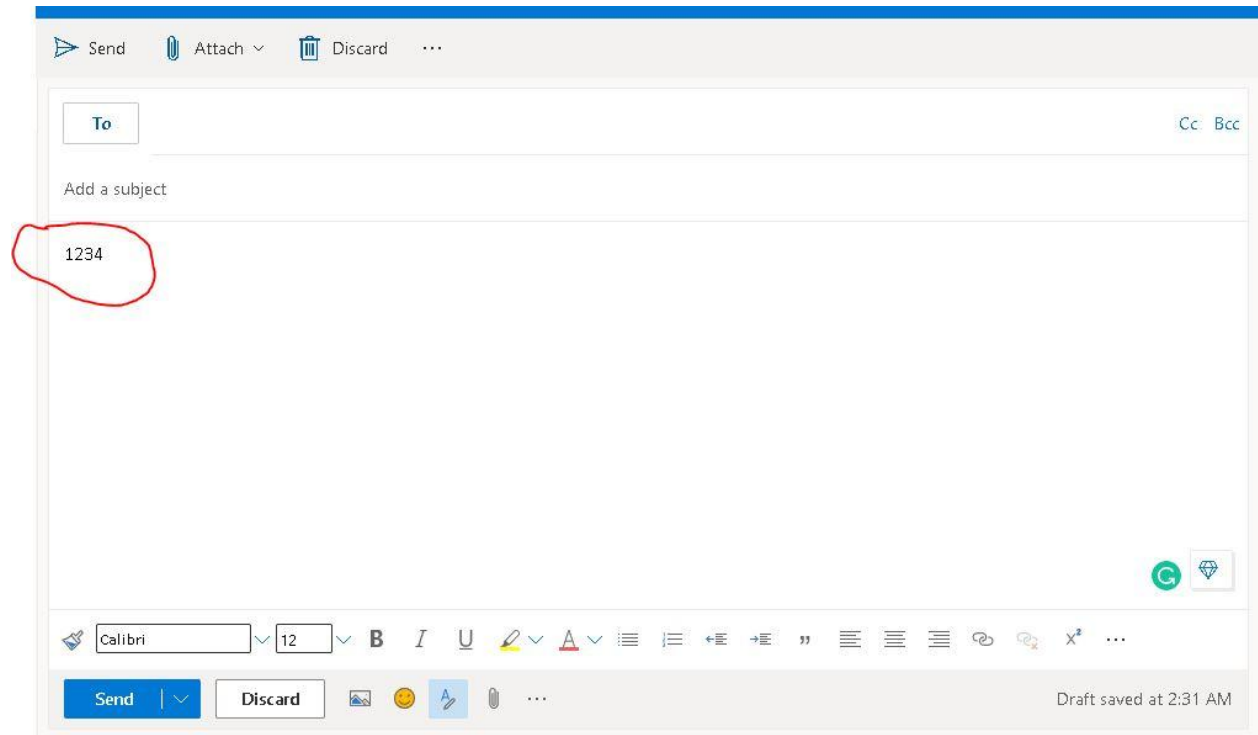 Send Attach Discard ...
To Cc Bcc
Add a subject
1234
Calibri 12 B I U A " x² ...
Send Discard ... Draft saved at 2:31 AM